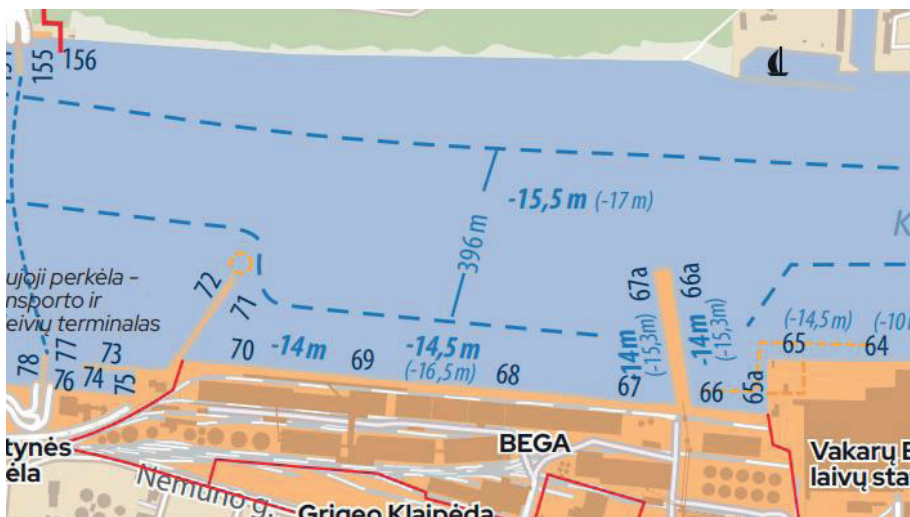 155
156
-15,5 m (-17 m)
396 m
K
ujoji perkėla -
nsporto ir
leivių terminalas
72
71
67a
66a
-14m
(-15,3m)
-14m
(-15,3m)
(-14,5 m)
(-10
78
77
76
73
74
75
70
-14 m
69
-14,5 m
(-16,5 m)
68
67
66
65a
65
64
BEGA
tynės
ėla
Nemuno g.
Grigeo Klaipėda
Vakarų B
laivų sta